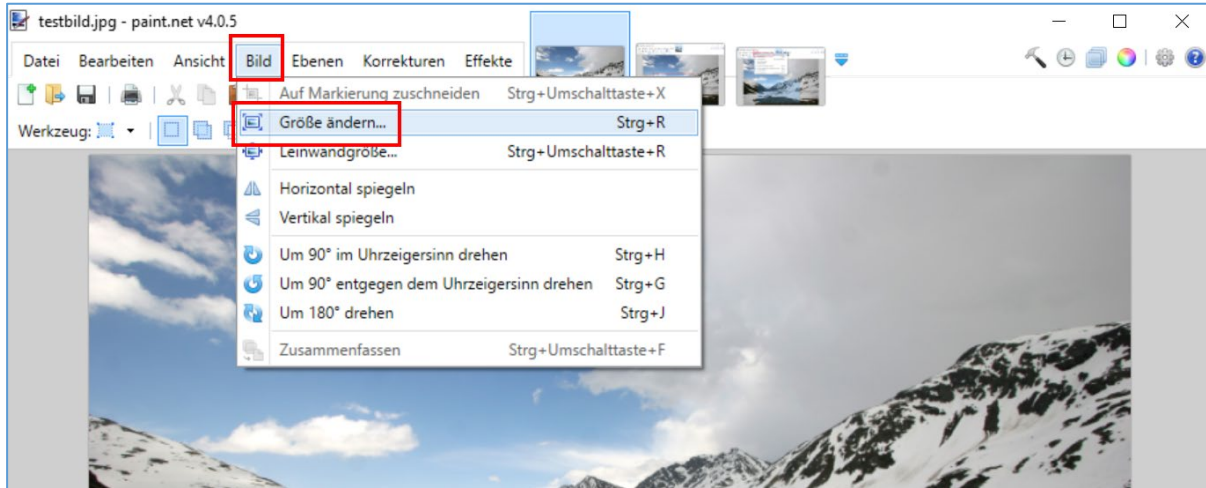 testbild.jpg - paint.net v4.0.5
Datei Bearbeiten Ansicht Bild Ebenen Korrekturen Effekte
Werkzeug:
Auf Markierung zuschneiden Strg+Umschalttaste+X
Größe ändern... Strg+R
Leinwandgröße... Strg+Umschalttaste+R
Horizontal spiegeln
Vertikal spiegeln
Um 90° im Uhrzeigersinn drehen Strg+H
Um 90° entgegen dem Uhrzeigersinn drehen Strg+G
Um 180° drehen Strg+J
Zusammenfassen Strg+Umschalttaste+F